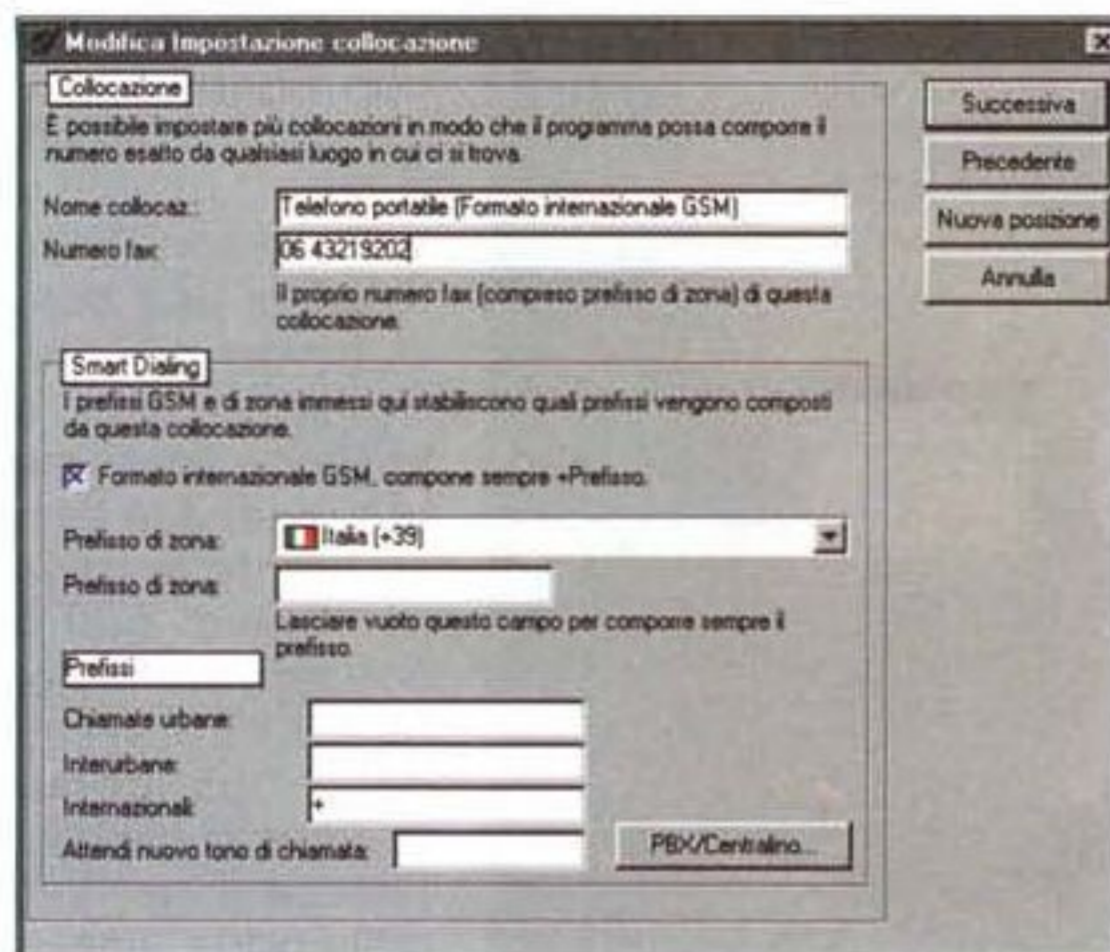 Modifica Impostazione collocazione
Collocazione
È possibile impostare più collocazioni in modo che il programma possa comporre il
numero esatto da qualsiasi luogo in cui ci si trova.
Nome collocaz.: Telefono portatile (Formato internazionale GSM)
Numero fax: 06 43219202
Il proprio numero fax (compreso prefisso di zona) di questa
collocazione.
Smart Dialing
I prefissi GSM e di zona immessi qui stabiliscono quali prefissi vengono composti
da questa collocazione.
Formato internazionale GSM, compone sempre +Prefisso.
Prefisso di zona: Italia (+39)
Prefisso di zona:
Lasciare vuoto questo campo per comporre sempre il
prefisso.
Prefissi
Chiamate urbane:
Interurbane:
Internazionali: +
Attendi nuovo tono di chiamata:
PBX/Centralino...
Successiva
Precedente
Nuova posizione
Annulla